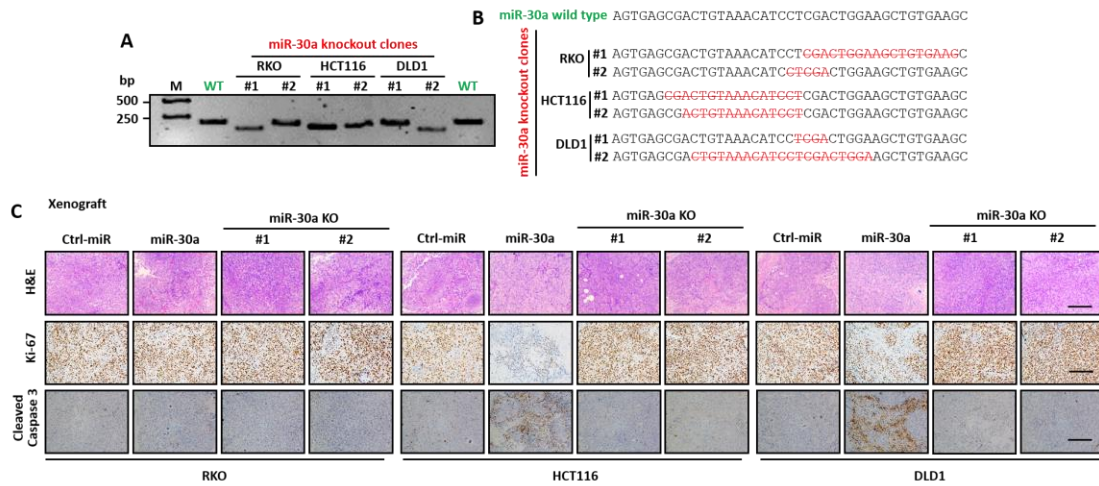 A
miR-30a knockout clones
RKO HCT116 DLD1
bp M WT #1 #2 #1 #2 #1 #2 WT
500
250
B
miR-30a wild type AGTGAGCGACTGTAAACATCCTCGACTGGAAGCTGTGAAGC
miR-30a knockout clones
RKO
#1 AGTGAGCGACTGTAAACATCCTCGACTGGAAGCTGTGAAGC
#2 AGTGAGCGACTGTAAACATCCTCGACTGGAAGCTGTGAAGC
HCT116
#1 AGTGAGCGACTGTAAACATCCTCGACTGGAAGCTGTGAAGC
#2 AGTGAGCGACTGTAAACATCCTCGACTGGAAGCTGTGAAGC
DLD1
#1 AGTGAGCGACTGTAAACATCCTCGACTGGAAGCTGTGAAGC
#2 AGTGAGCGACTGTAAACATCCTCGACTGGAAGCTGTGAAGC
C Xenograft
miR-30a KO miR-30a KO miR-30a KO
Ctrl-miR miR-30a #1 #2 Ctrl-miR miR-30a #1 #2 Ctrl-miR miR-30a #1 #2
H&E
Ki-67
Cleaved
Caspase 3
RKO HCT116 DLD1